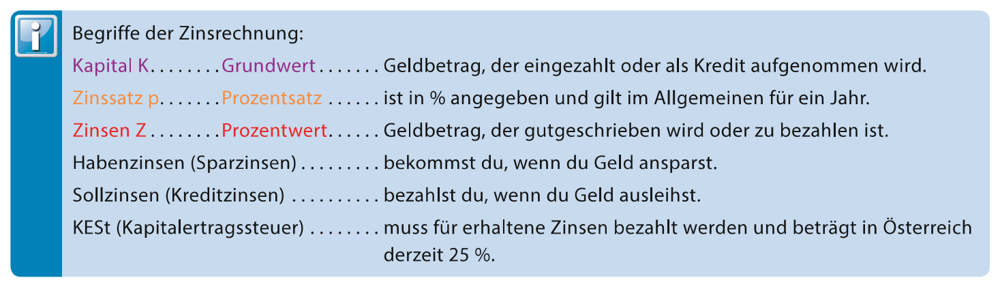 Begriffe der Zinsrechnung:
Kapital K........Grundwert.......Geldbetrag, der eingezahlt oder als Kredit aufgenommen wird.
Zinssatz p.......Prozentsatz ......ist in % angegeben und gilt im Allgemeinen für ein Jahr.
Zinsen Z ........Prozentwert......Geldbetrag, der gutgeschrieben wird oder zu bezahlen ist.
Habenzinsen (Sparzinsen).........bekommst du, wenn du Geld ansparst.
Sollzinsen (Kreditzinsen) ..........bezahlst du, wenn du Geld ausleihst.
KESt (Kapitalertragssteuer) ........muss für erhaltene Zinsen bezahlt werden und beträgt in Österreich
derzeit 25 %.